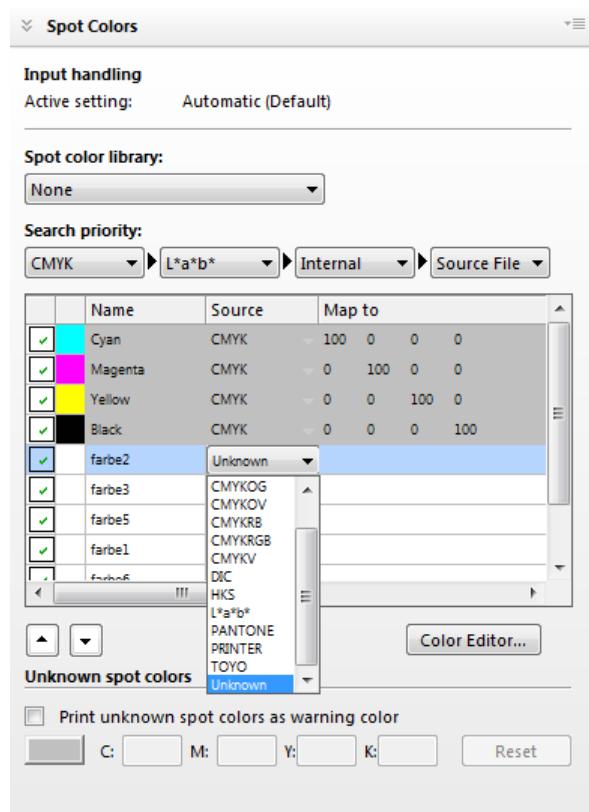 Spot Colors
Input handling
Active setting: Automatic (Default)
Spot color library:
None
Search priority:
CMYK L*a*b* Internal Source File
Name Source Map to
Cyan CMYK 100 0 0 0
Magenta CMYK 0 100 0 0
Yellow CMYK 0 0 100 0
Black CMYK 0 0 0 100
farbe2 Unknown
farbe3
farbe5
farbe1
farbe6
CMYKOG
CMYKOV
CMYKRB
CMYKRGB
CMYKV
DIC
HKS
L*a*b*
PANTONE
PRINTER
TOYO
Unknown
Color Editor...
Unknown spot colors
Print unknown spot colors as warning color
C: M: Y: K: Reset